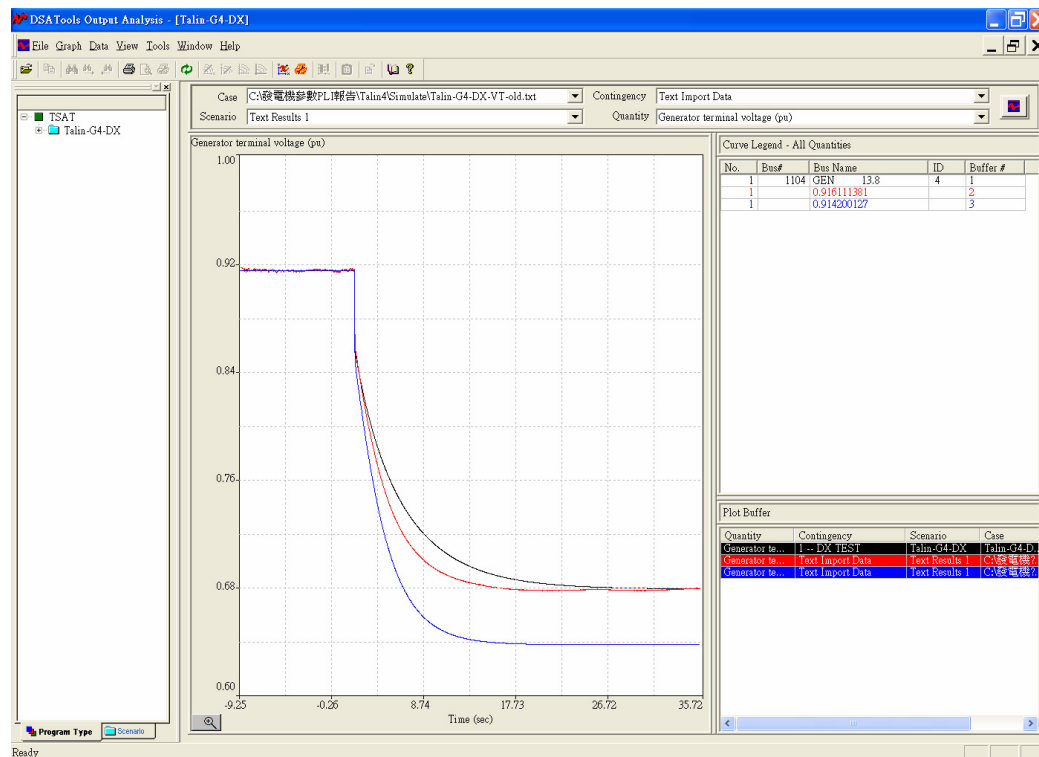 DSATools Output Analysis - [Talin-G4-DX]
File Graph Data View Tools Window Help
Case C:\發電機參數PLI報告\Talin4\Simulate\Talin-G4-DX-VT-old.txt Contingency Text Import Data
Scenario Text Results 1 Quantity Generator terminal voltage (pu)
TSAT
Talin-G4-DX
Generator terminal voltage (pu)
1.00
0.92
0.84
0.76
0.68
0.60
-9.25 -0.26 8.74 17.73 26.72 35.72
Time (sec)
Curve Legend - All Quantities
No. Bus# Bus Name ID Buffer #
1 1104 GEN 13.8 4 1
1 0.916111381 2
1 0.914200127 3
Plot Buffer
Quantity Contingency Scenario Case
Generator te... 1 -- DX TEST Talin-G4-DX Talin-G4-D...
Generator te... Text Import Data Text Results 1 C:\發電機?
Generator te... Text Import Data Text Results 1 C:\發電機?
Program Type Scenario
Ready